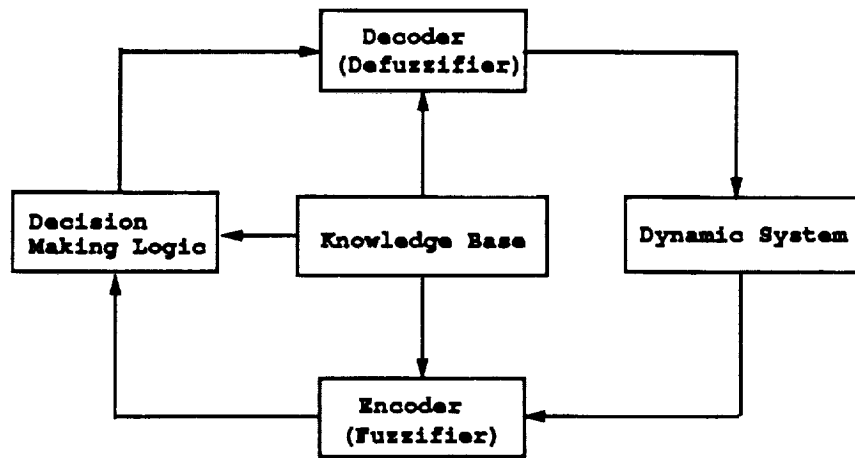 Decoder
(Defuzzifier)
Decision
Making Logic
Knowledge Base
Dynamic System
Encoder
(Fuzzifier)